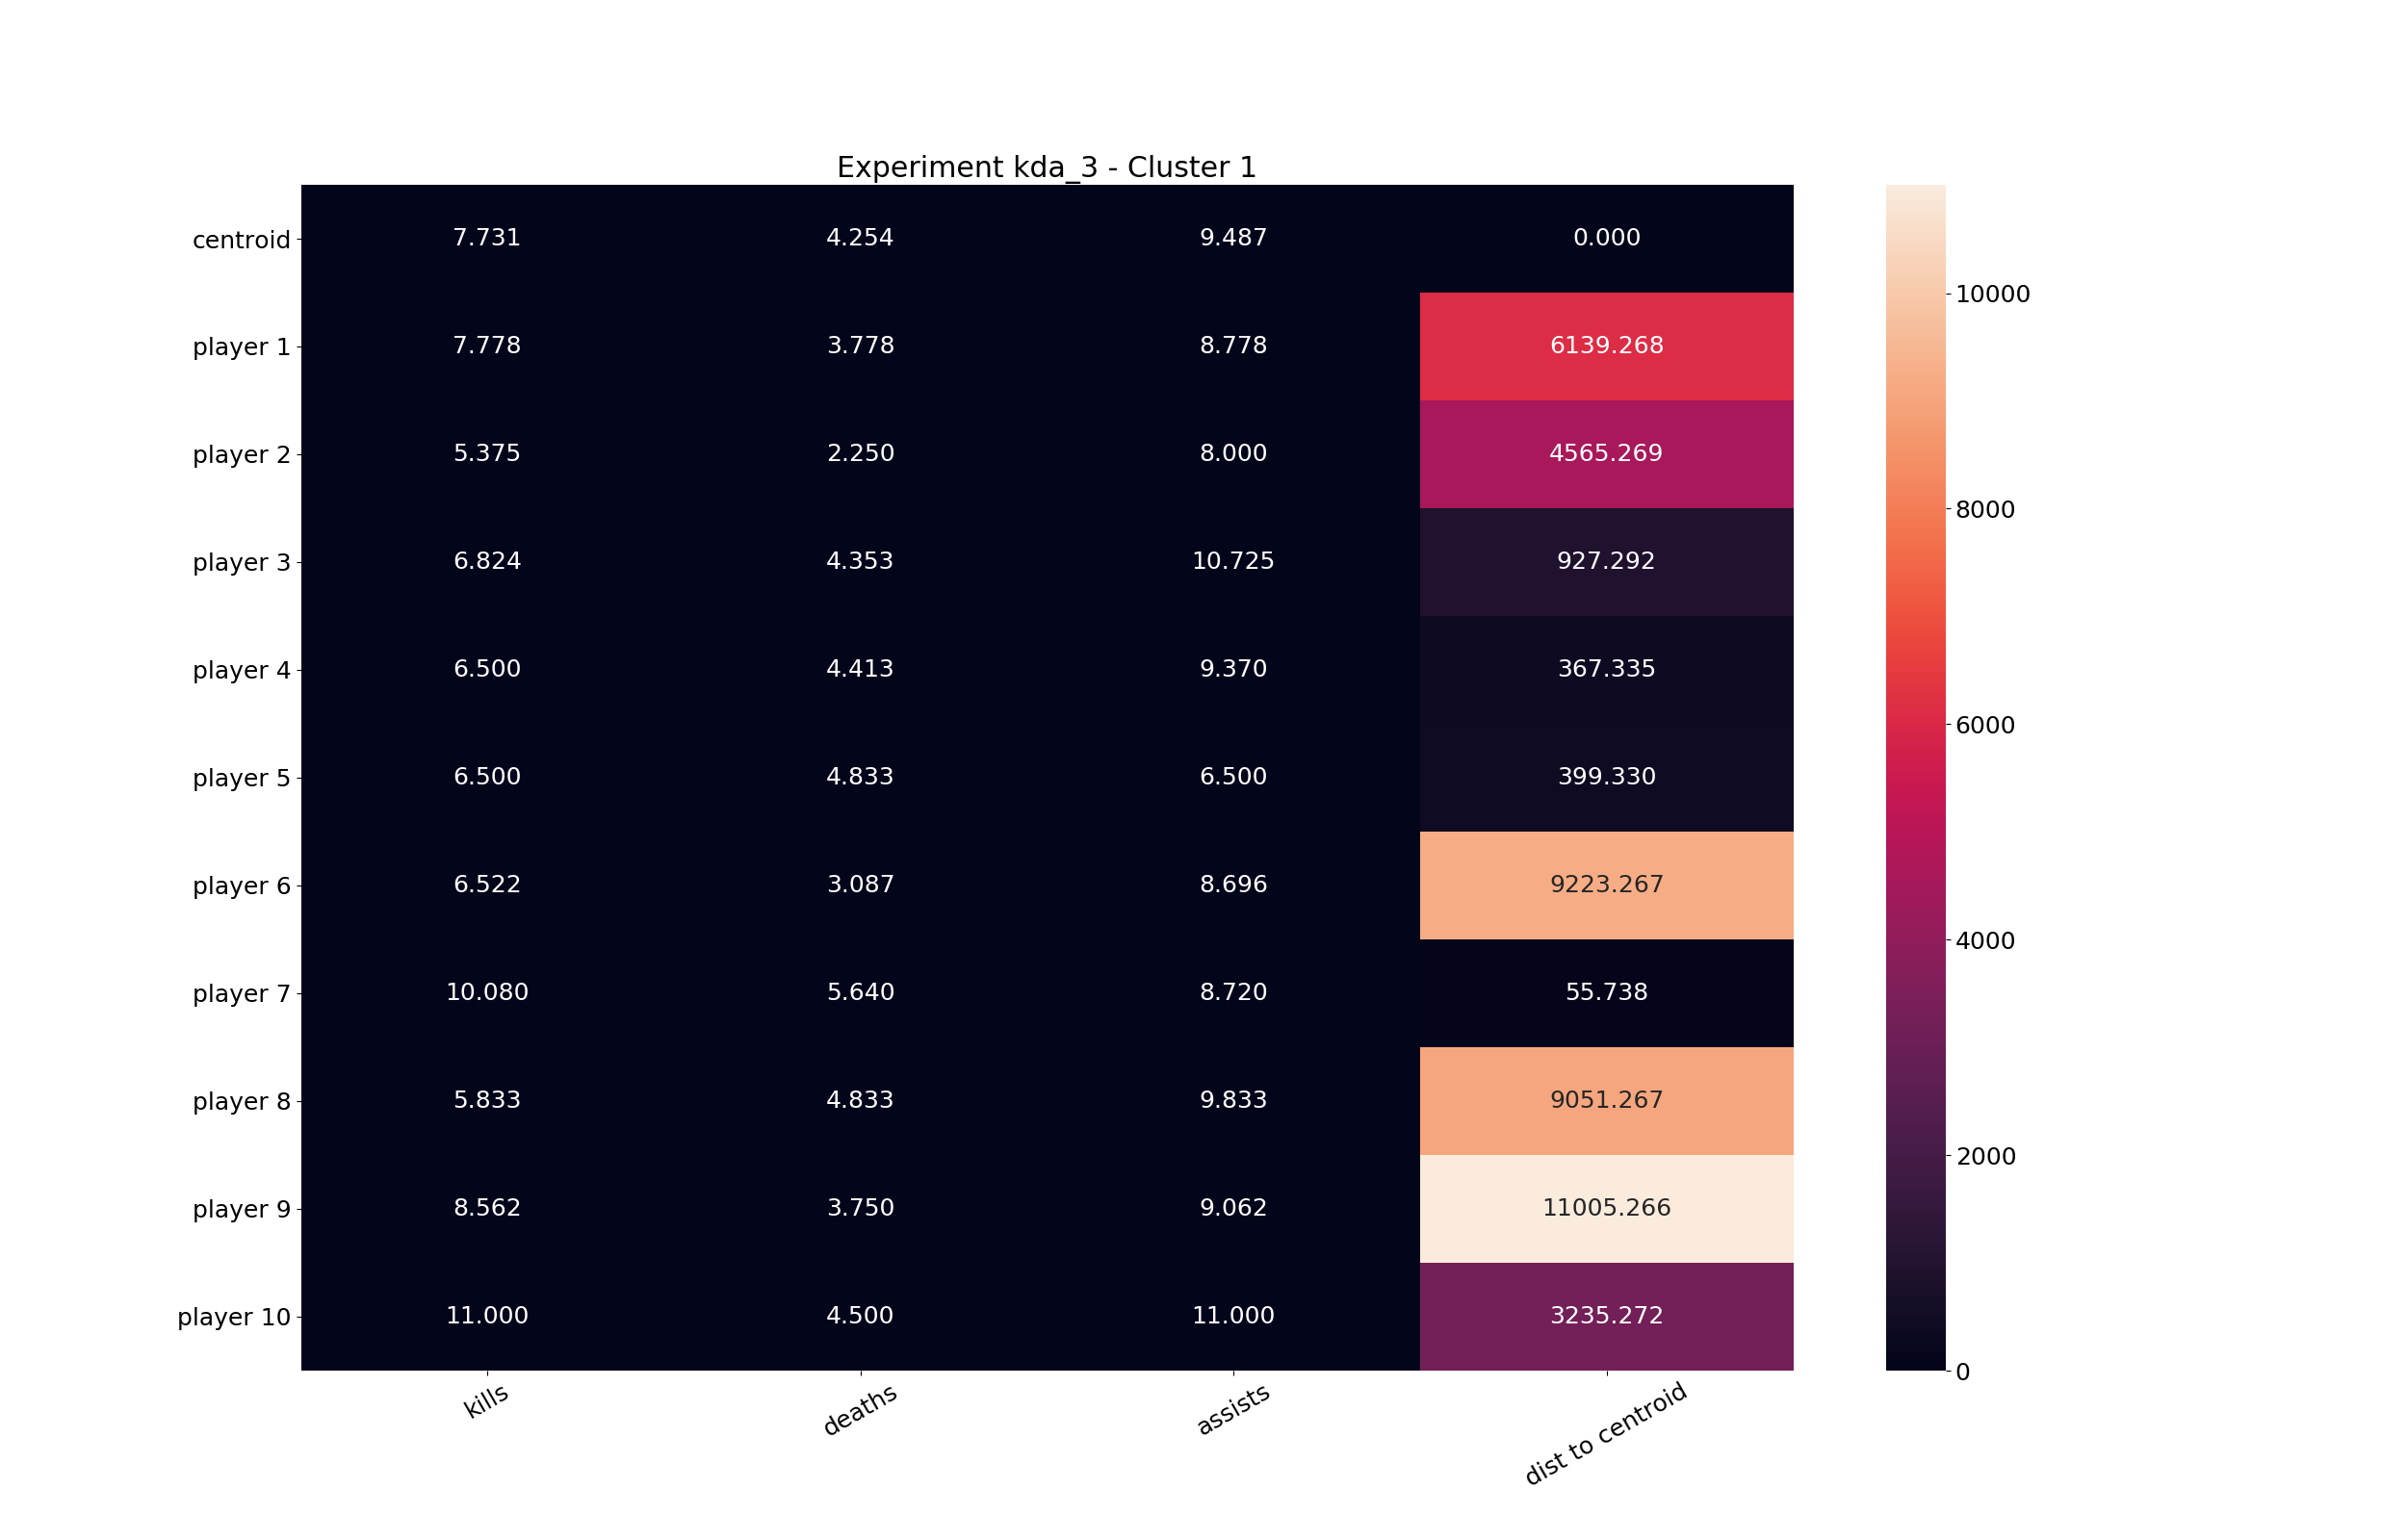 Experiment kda_3 - Cluster 1
centroid 7.731 4.254 9.487 0.000
player 1 7.778 3.778 8.778 6139.268
player 2 5.375 2.250 8.000 4565.269
player 3 6.824 4.353 10.725 927.292
player 4 6.500 4.413 9.370 367.335
player 5 6.500 4.833 6.500 399.330
player 6 6.522 3.087 8.696 9223.267
player 7 10.080 5.640 8.720 55.738
player 8 5.833 4.833 9.833 9051.267
player 9 8.562 3.750 9.062 11005.266
player 10 11.000 4.500 11.000 3235.272
kills deaths assists dist to centroid
10000
8000
6000
4000
2000
0